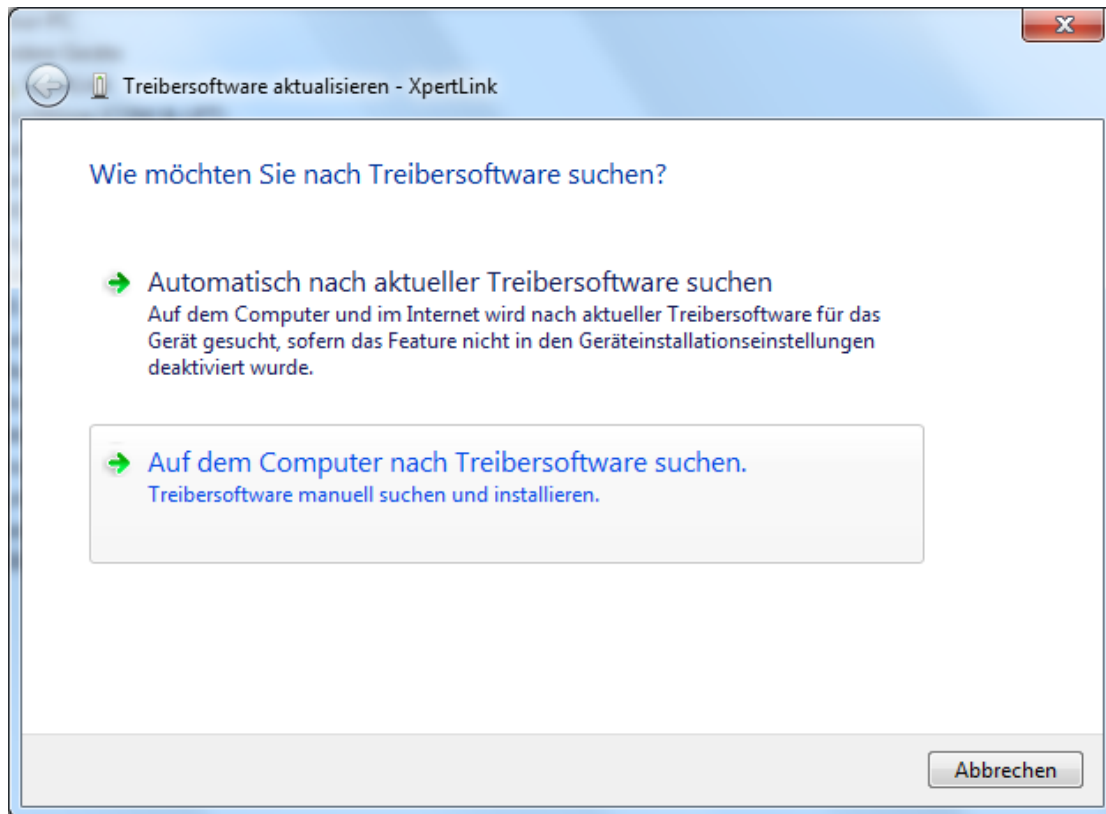 Treibersoftware aktualisieren - XpertLink
Wie möchten Sie nach Treibersoftware suchen?
Automatisch nach aktueller Treibersoftware suchen
Auf dem Computer und im Internet wird nach aktueller Treibersoftware für das
Gerät gesucht, sofern das Feature nicht in den Geräteinstallationseinstellungen
deaktiviert wurde.
Auf dem Computer nach Treibersoftware suchen.
Treibersoftware manuell suchen und installieren.
Abbrechen